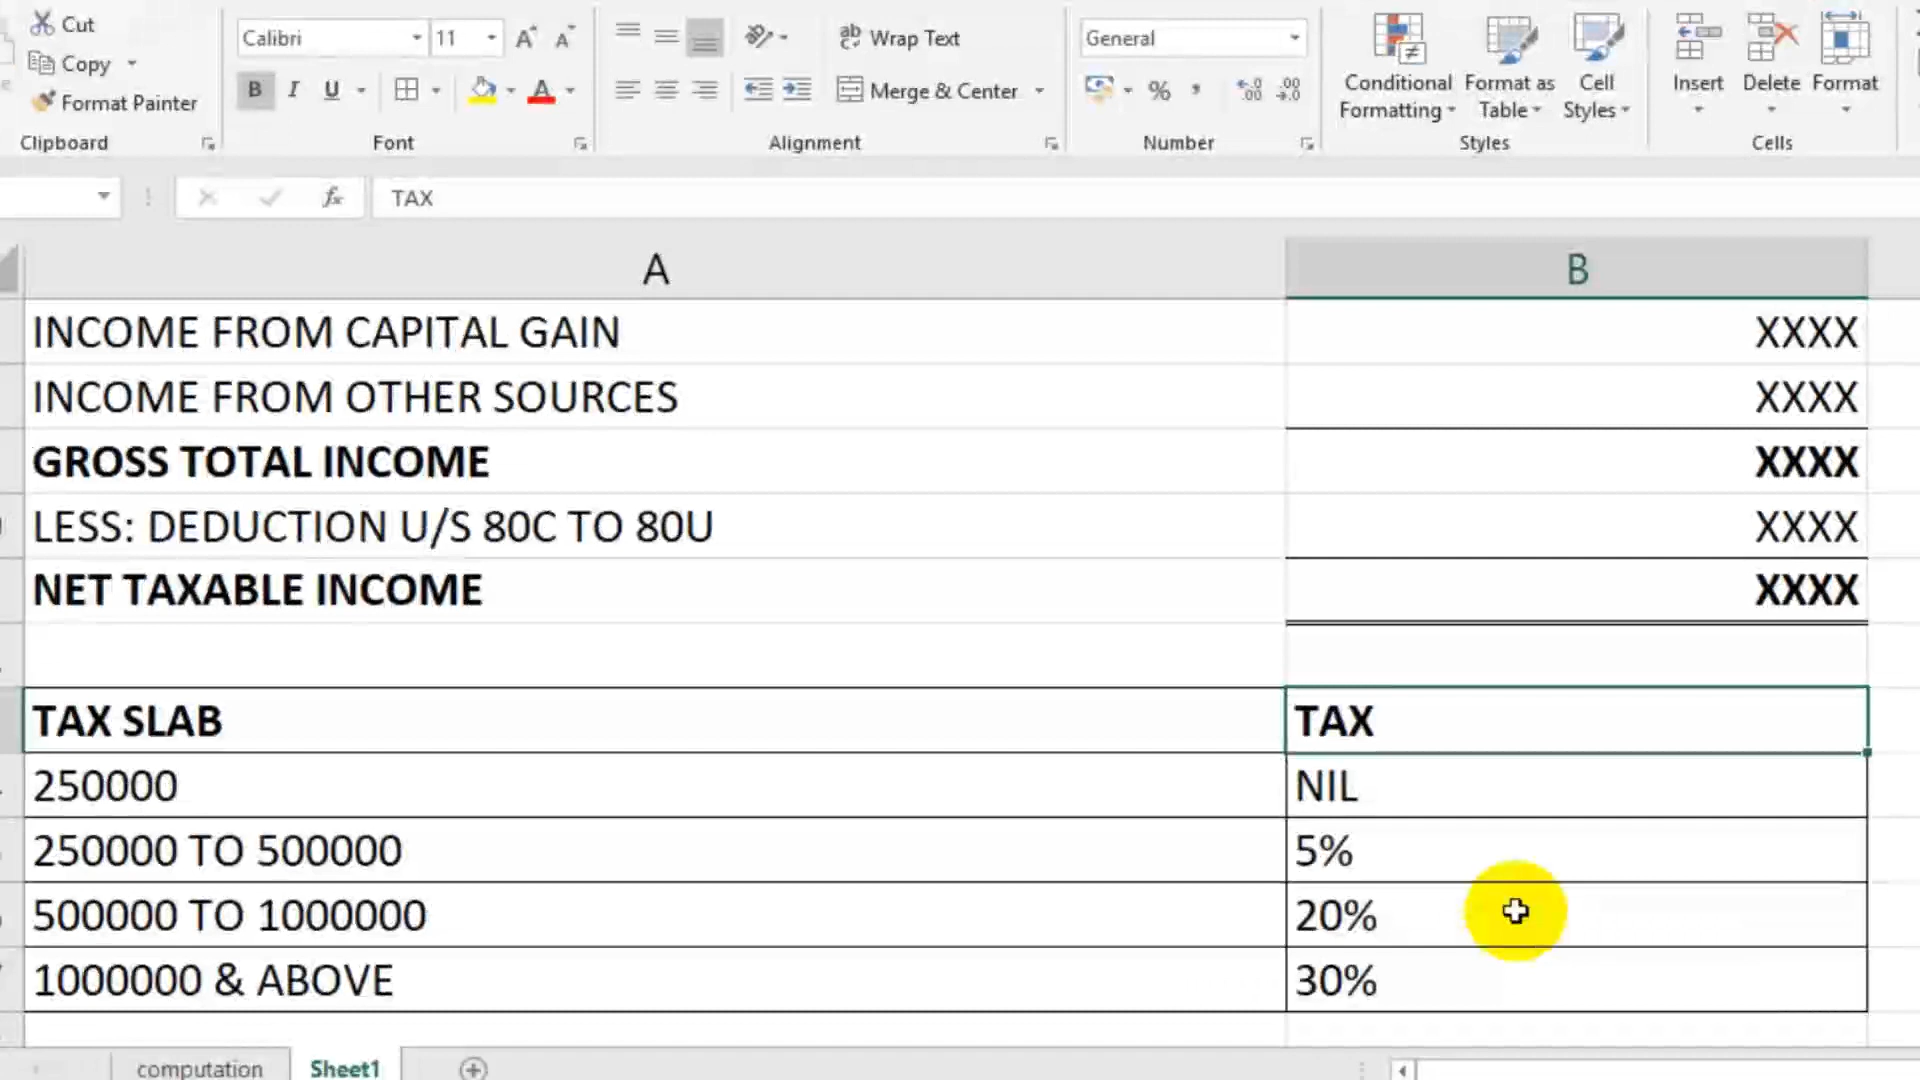 Cut
Copy
Format Painter
Clipboard
Calibri 11
B I U
Font
Wrap Text
Merge & Center
Alignment
General
%
Number
Conditional Formatting
Format as Table
Cell Styles
Styles
Insert Delete Format
Cells
fx TAX
A B
INCOME FROM CAPITAL GAIN XXXX
INCOME FROM OTHER SOURCES XXXX
GROSS TOTAL INCOME XXXX
LESS: DEDUCTION U/S 80C TO 80U XXXX
NET TAXABLE INCOME XXXX
TAX SLAB TAX
250000 NIL
250000 TO 500000 5%
500000 TO 1000000 20%
1000000 & ABOVE 30%
computation Sheet1